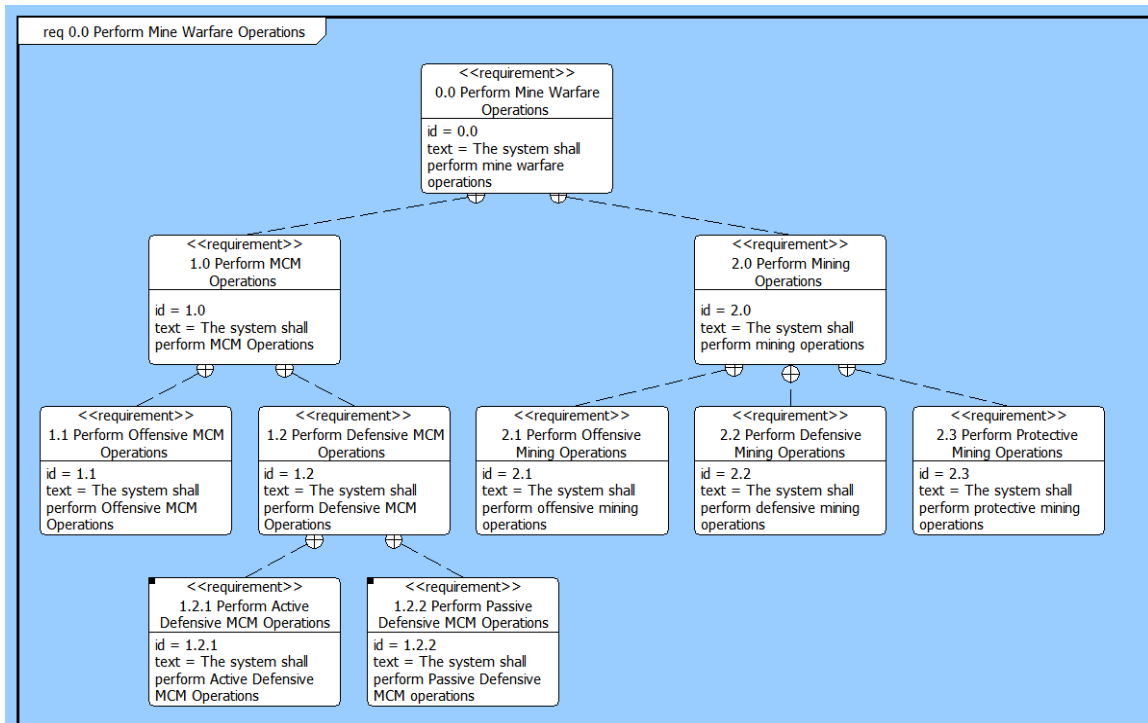 req 0.0 Perform Mine Warfare Operations
<<requirement>>
0.0 Perform Mine Warfare
Operations
id = 0.0
text = The system shall
perform mine warfare
operations
<<requirement>>
1.0 Perform MCM
Operations
id = 1.0
text = The system shall
perform MCM Operations
<<requirement>>
2.0 Perform Mining
Operations
id = 2.0
text = The system shall
perform mining operations
<<requirement>>
1.1 Perform Offensive MCM
Operations
id = 1.1
text = The system shall
perform Offensive MCM
Operations
<<requirement>>
1.2 Perform Defensive MCM
Operations
id = 1.2
text = The system shall
perform Defensive MCM
Operations
<<requirement>>
2.1 Perform Offensive
Mining Operations
id = 2.1
text = The system shall
perform offensive mining
operations
<<requirement>>
2.2 Perform Defensive
Mining Operations
id = 2.2
text = The system shall
perform defensive mining
operations
<<requirement>>
2.3 Perform Protective
Mining Operations
id = 2.3
text = The system shall
perform protective mining
operations
<<requirement>>
1.2.1 Perform Active
Defensive MCM Operations
id = 1.2.1
text = The system shall
perform Active Defensive
MCM Operations
<<requirement>>
1.2.2 Perform Passive
Defensive MCM Operations
id = 1.2.2
text = The system shall
perform Passive Defensive
MCM operations